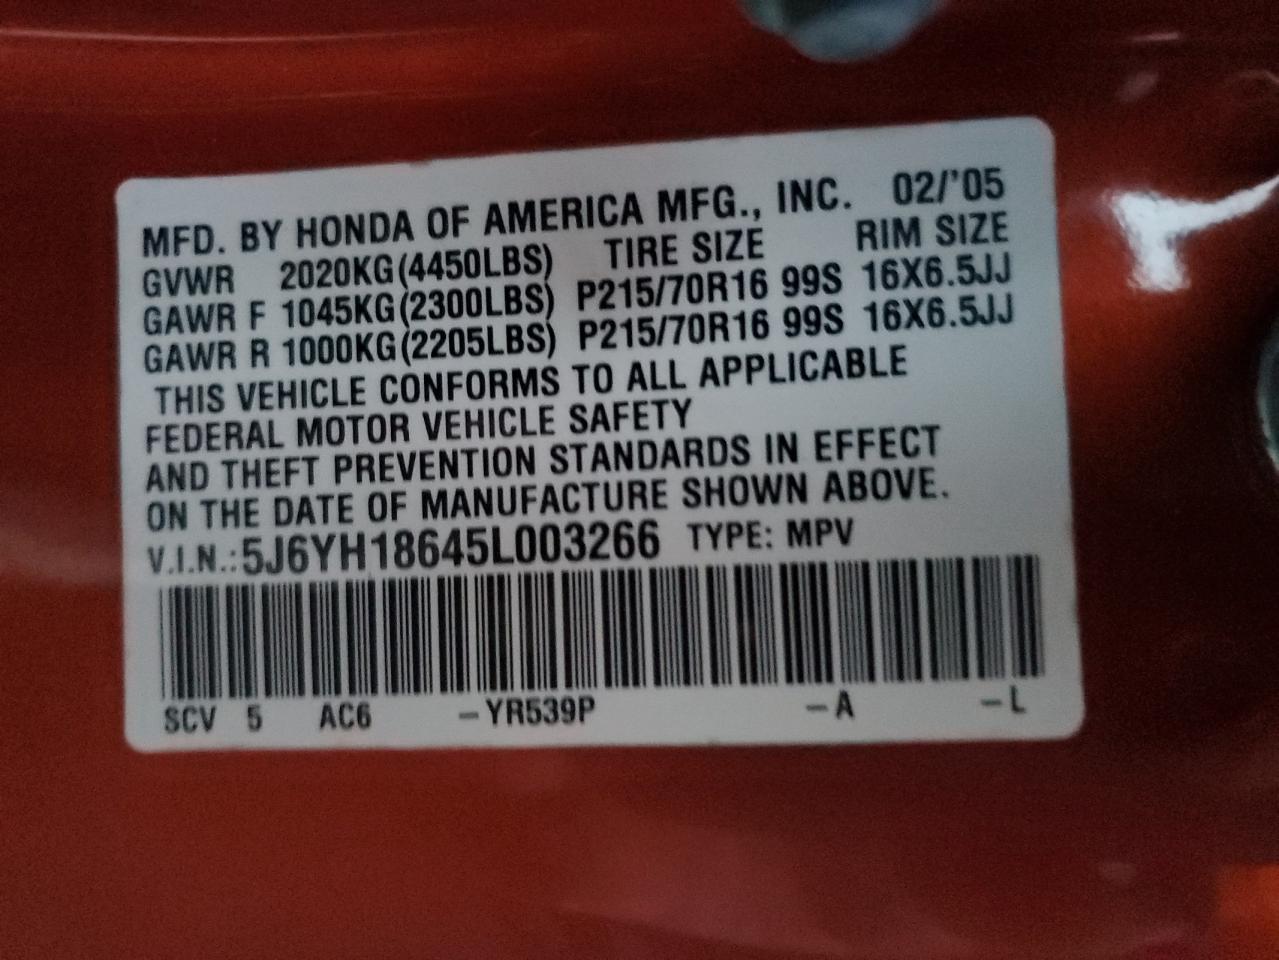 MFD. BY HONDA OF AMERICA MFG., INC. 02/'05
GVWR 2020KG(4450LBS) TIRE SIZE RIM SIZE
GAWR F 1045KG(2300LBS) P215/70R16 99S 16X6.5JJ
GAWR R 1000KG(2205LBS) P215/70R16 99S 16X6.5JJ
THIS VEHICLE CONFORMS TO ALL APPLICABLE
FEDERAL MOTOR VEHICLE SAFETY
AND THEFT PREVENTION STANDARDS IN EFFECT
ON THE DATE OF MANUFACTURE SHOWN ABOVE.
V.I.N.:5J6YH18645L003266 TYPE: MPV
SCV 5 AC6 -YR539P -A -L